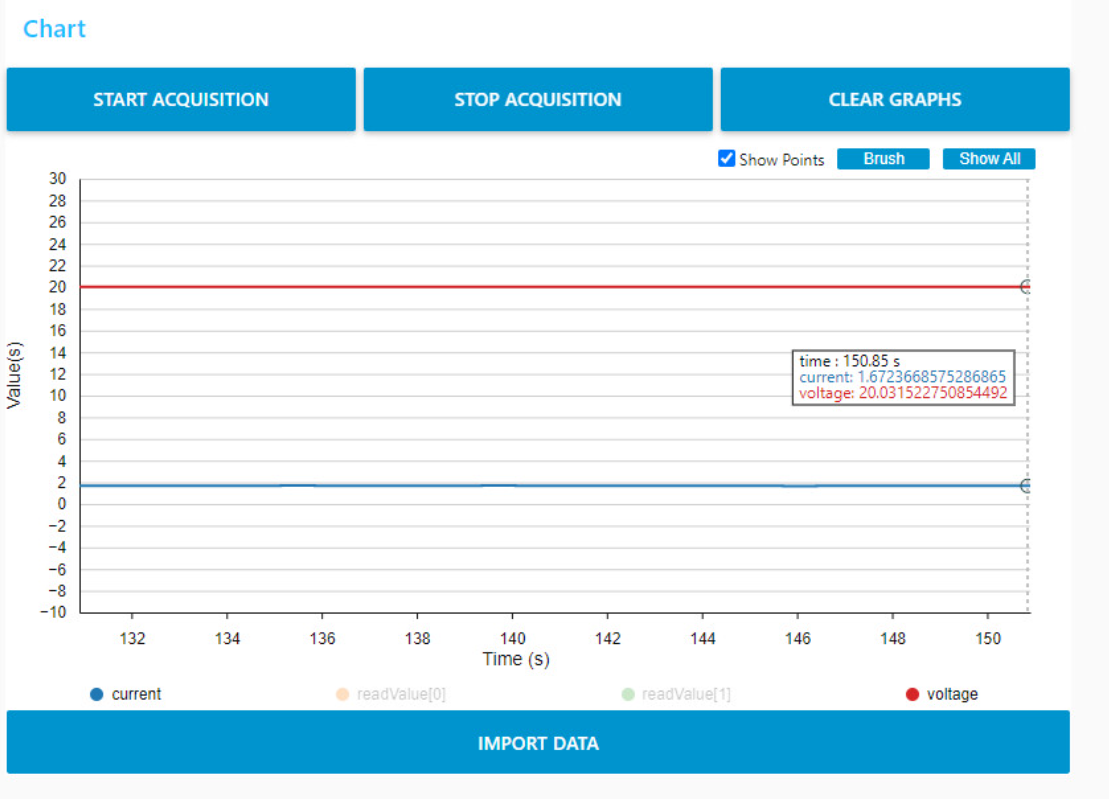 Chart
START ACQUISITION
STOP ACQUISITION
CLEAR GRAPHS
Show Points
Brush
Show All
30
28
26
24
22
20
18
16
14
12
10
8
6
4
2
0
−2
−4
−6
−8
−10
Value(s)
time : 150.85 s
current: 1.6723668575286865
voltage: 20.031522750854492
132 134 136 138 140 142 144 146 148 150
Time (s)
current readValue[0] readValue[1] voltage
IMPORT DATA